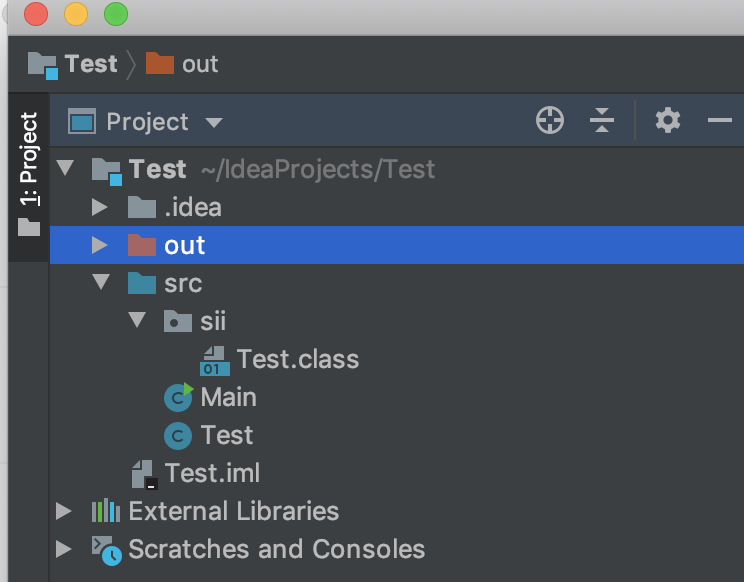 Test out
Project
1: Project
Test ~/IdeaProjects/Test
.idea
out
src
sii
01 Test.class
C Main
C Test
Test.iml
External Libraries
Scratches and Consoles